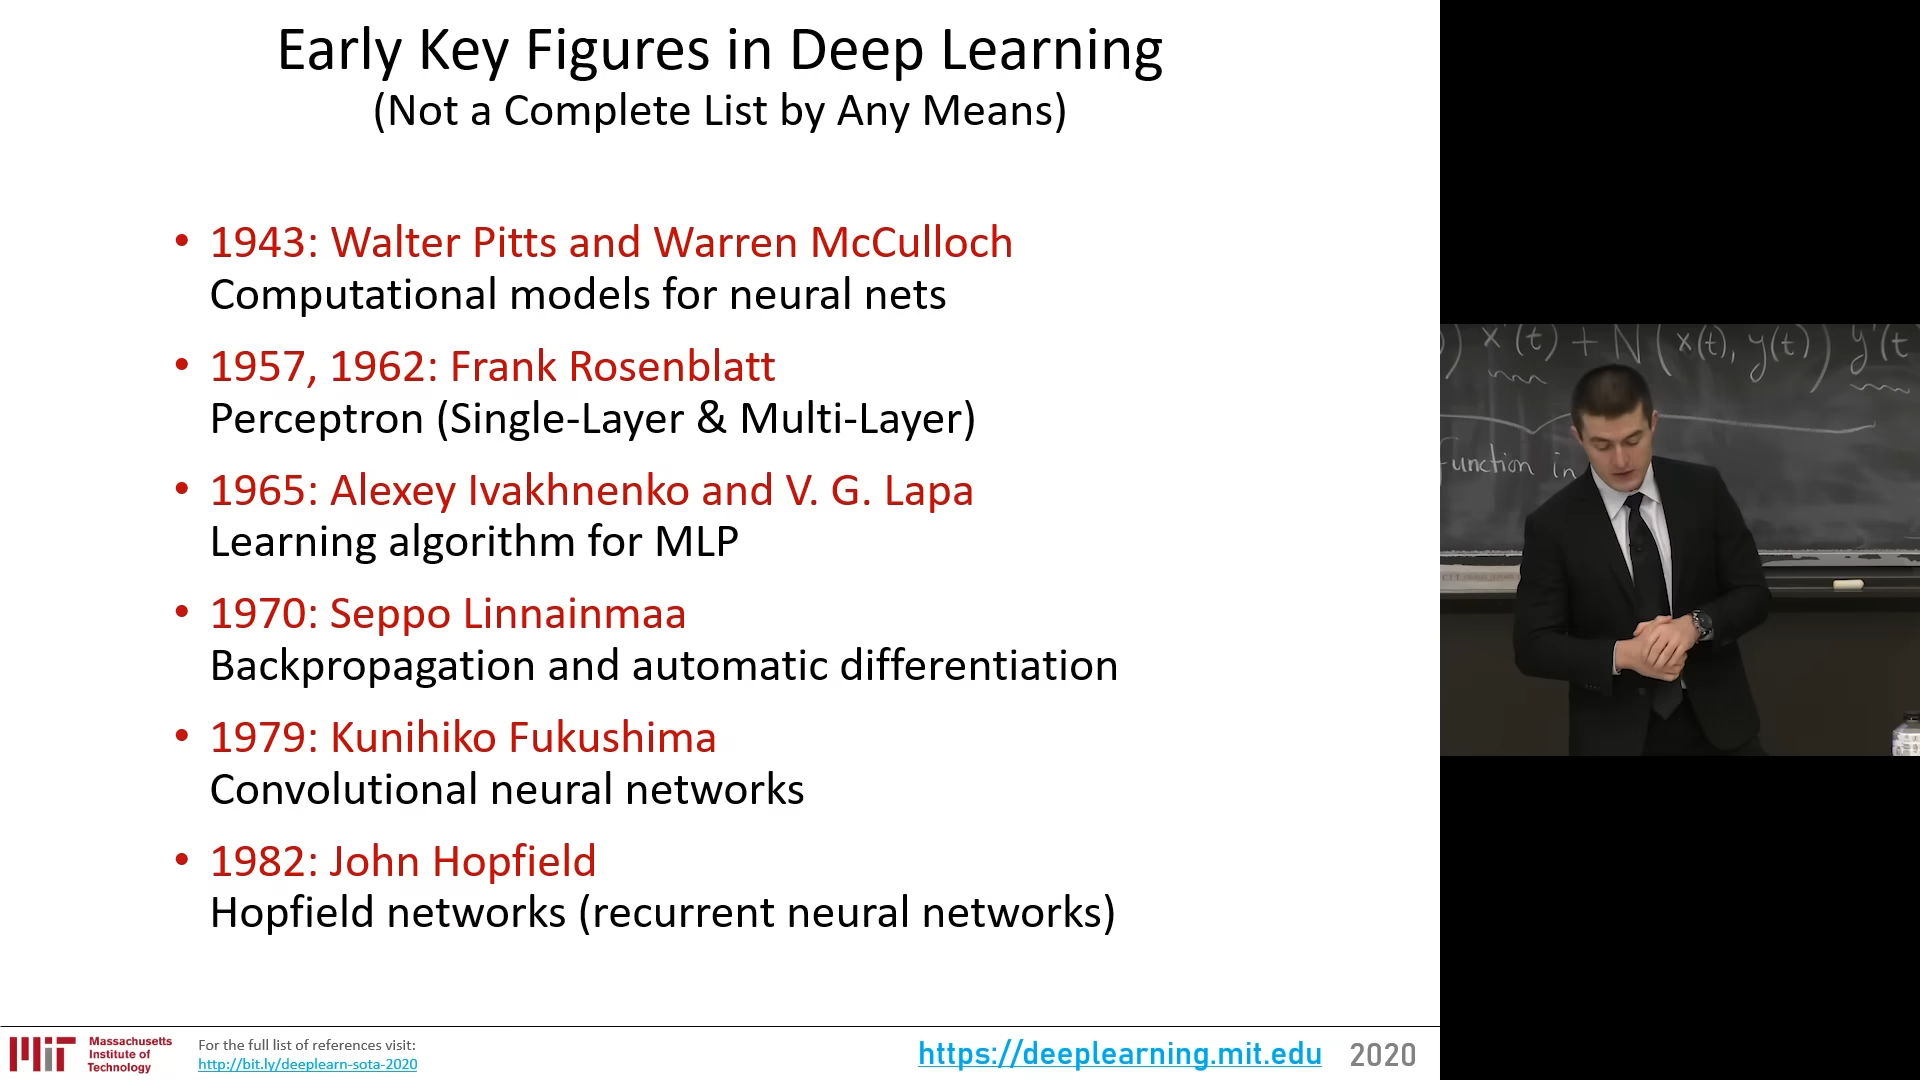 Early Key Figures in Deep Learning
(Not a Complete List by Any Means)
• 1943: Walter Pitts and Warren McCulloch
Computational models for neural nets
• 1957, 1962: Frank Rosenblatt
Perceptron (Single-Layer & Multi-Layer)
• 1965: Alexey Ivakhnenko and V. G. Lapa
Learning algorithm for MLP
• 1970: Seppo Linnainmaa
Backpropagation and automatic differentiation
• 1979: Kunihiko Fukushima
Convolutional neural networks
• 1982: John Hopfield
Hopfield networks (recurrent neural networks)
) x'(t) + N(x(t), y(t)) y'(t
Function in
MIT
Massachusetts
Institute of
Technology
For the full list of references visit:
http://bit.ly/deeplearn-sota-2020
https://deeplearning.mit.edu 2020